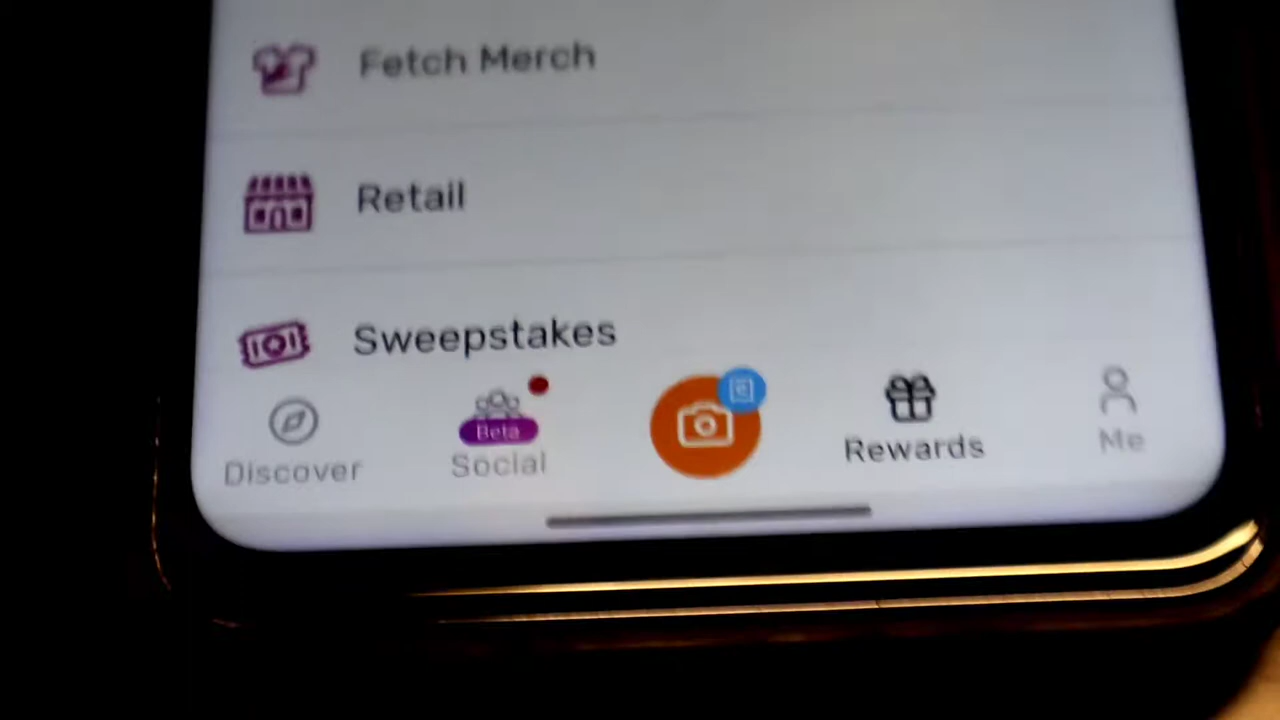 Fetch Merch
Retail
Sweepstakes
Discover
Beta
Social
Rewards
Me